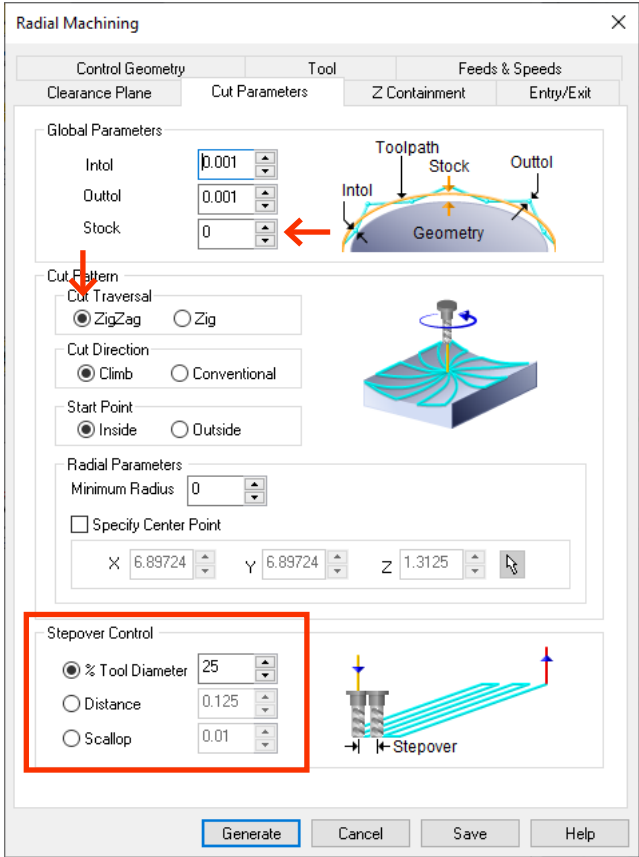 Radial Machining
Control Geometry Tool Feeds & Speeds
Clearance Plane Cut Parameters Z Containment Entry/Exit
Global Parameters
Intol 0.001
Outtol 0.001
Stock 0
Toolpath
Stock
Outtol
Intol
Geometry
Cut Pattern
Cut Traversal
ZigZag Zig
Cut Direction
Climb Conventional
Start Point
Inside Outside
Radial Parameters
Minimum Radius 0
Specify Center Point
X 6.89724 Y 6.89724 Z 1.3125
Stepover Control
% Tool Diameter 25
Distance 0.125
Scallop 0.01
Stepover
Generate Cancel Save Help